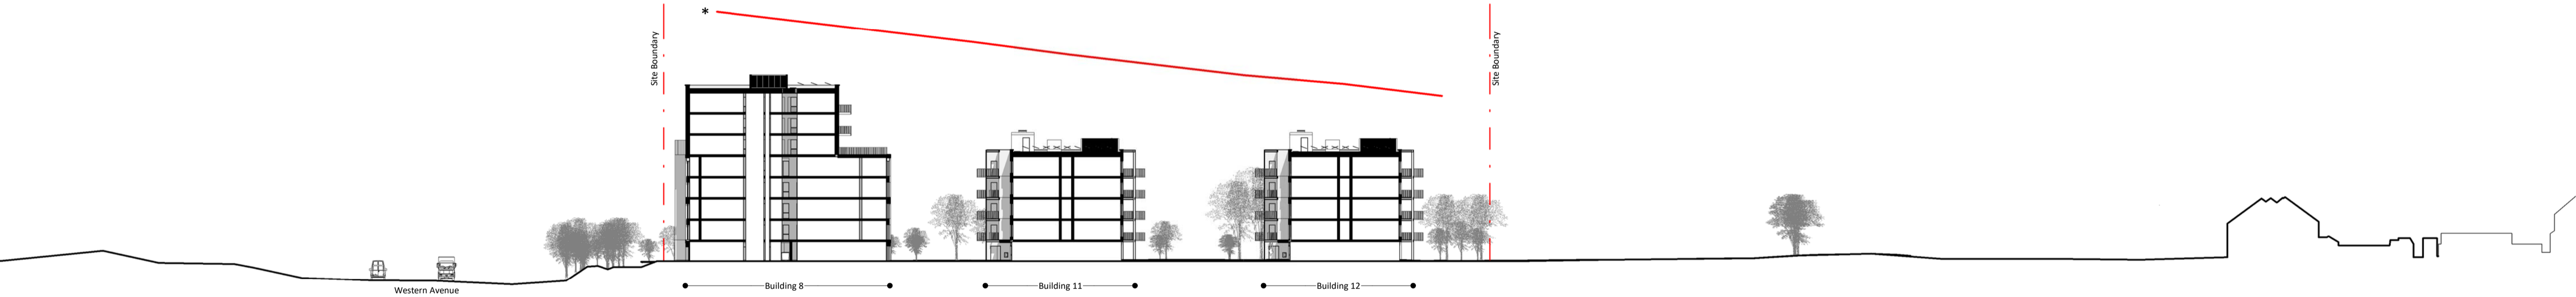 *
Site Boundary
Site Boundary
Western Avenue
Building 8
Building 11
Building 12